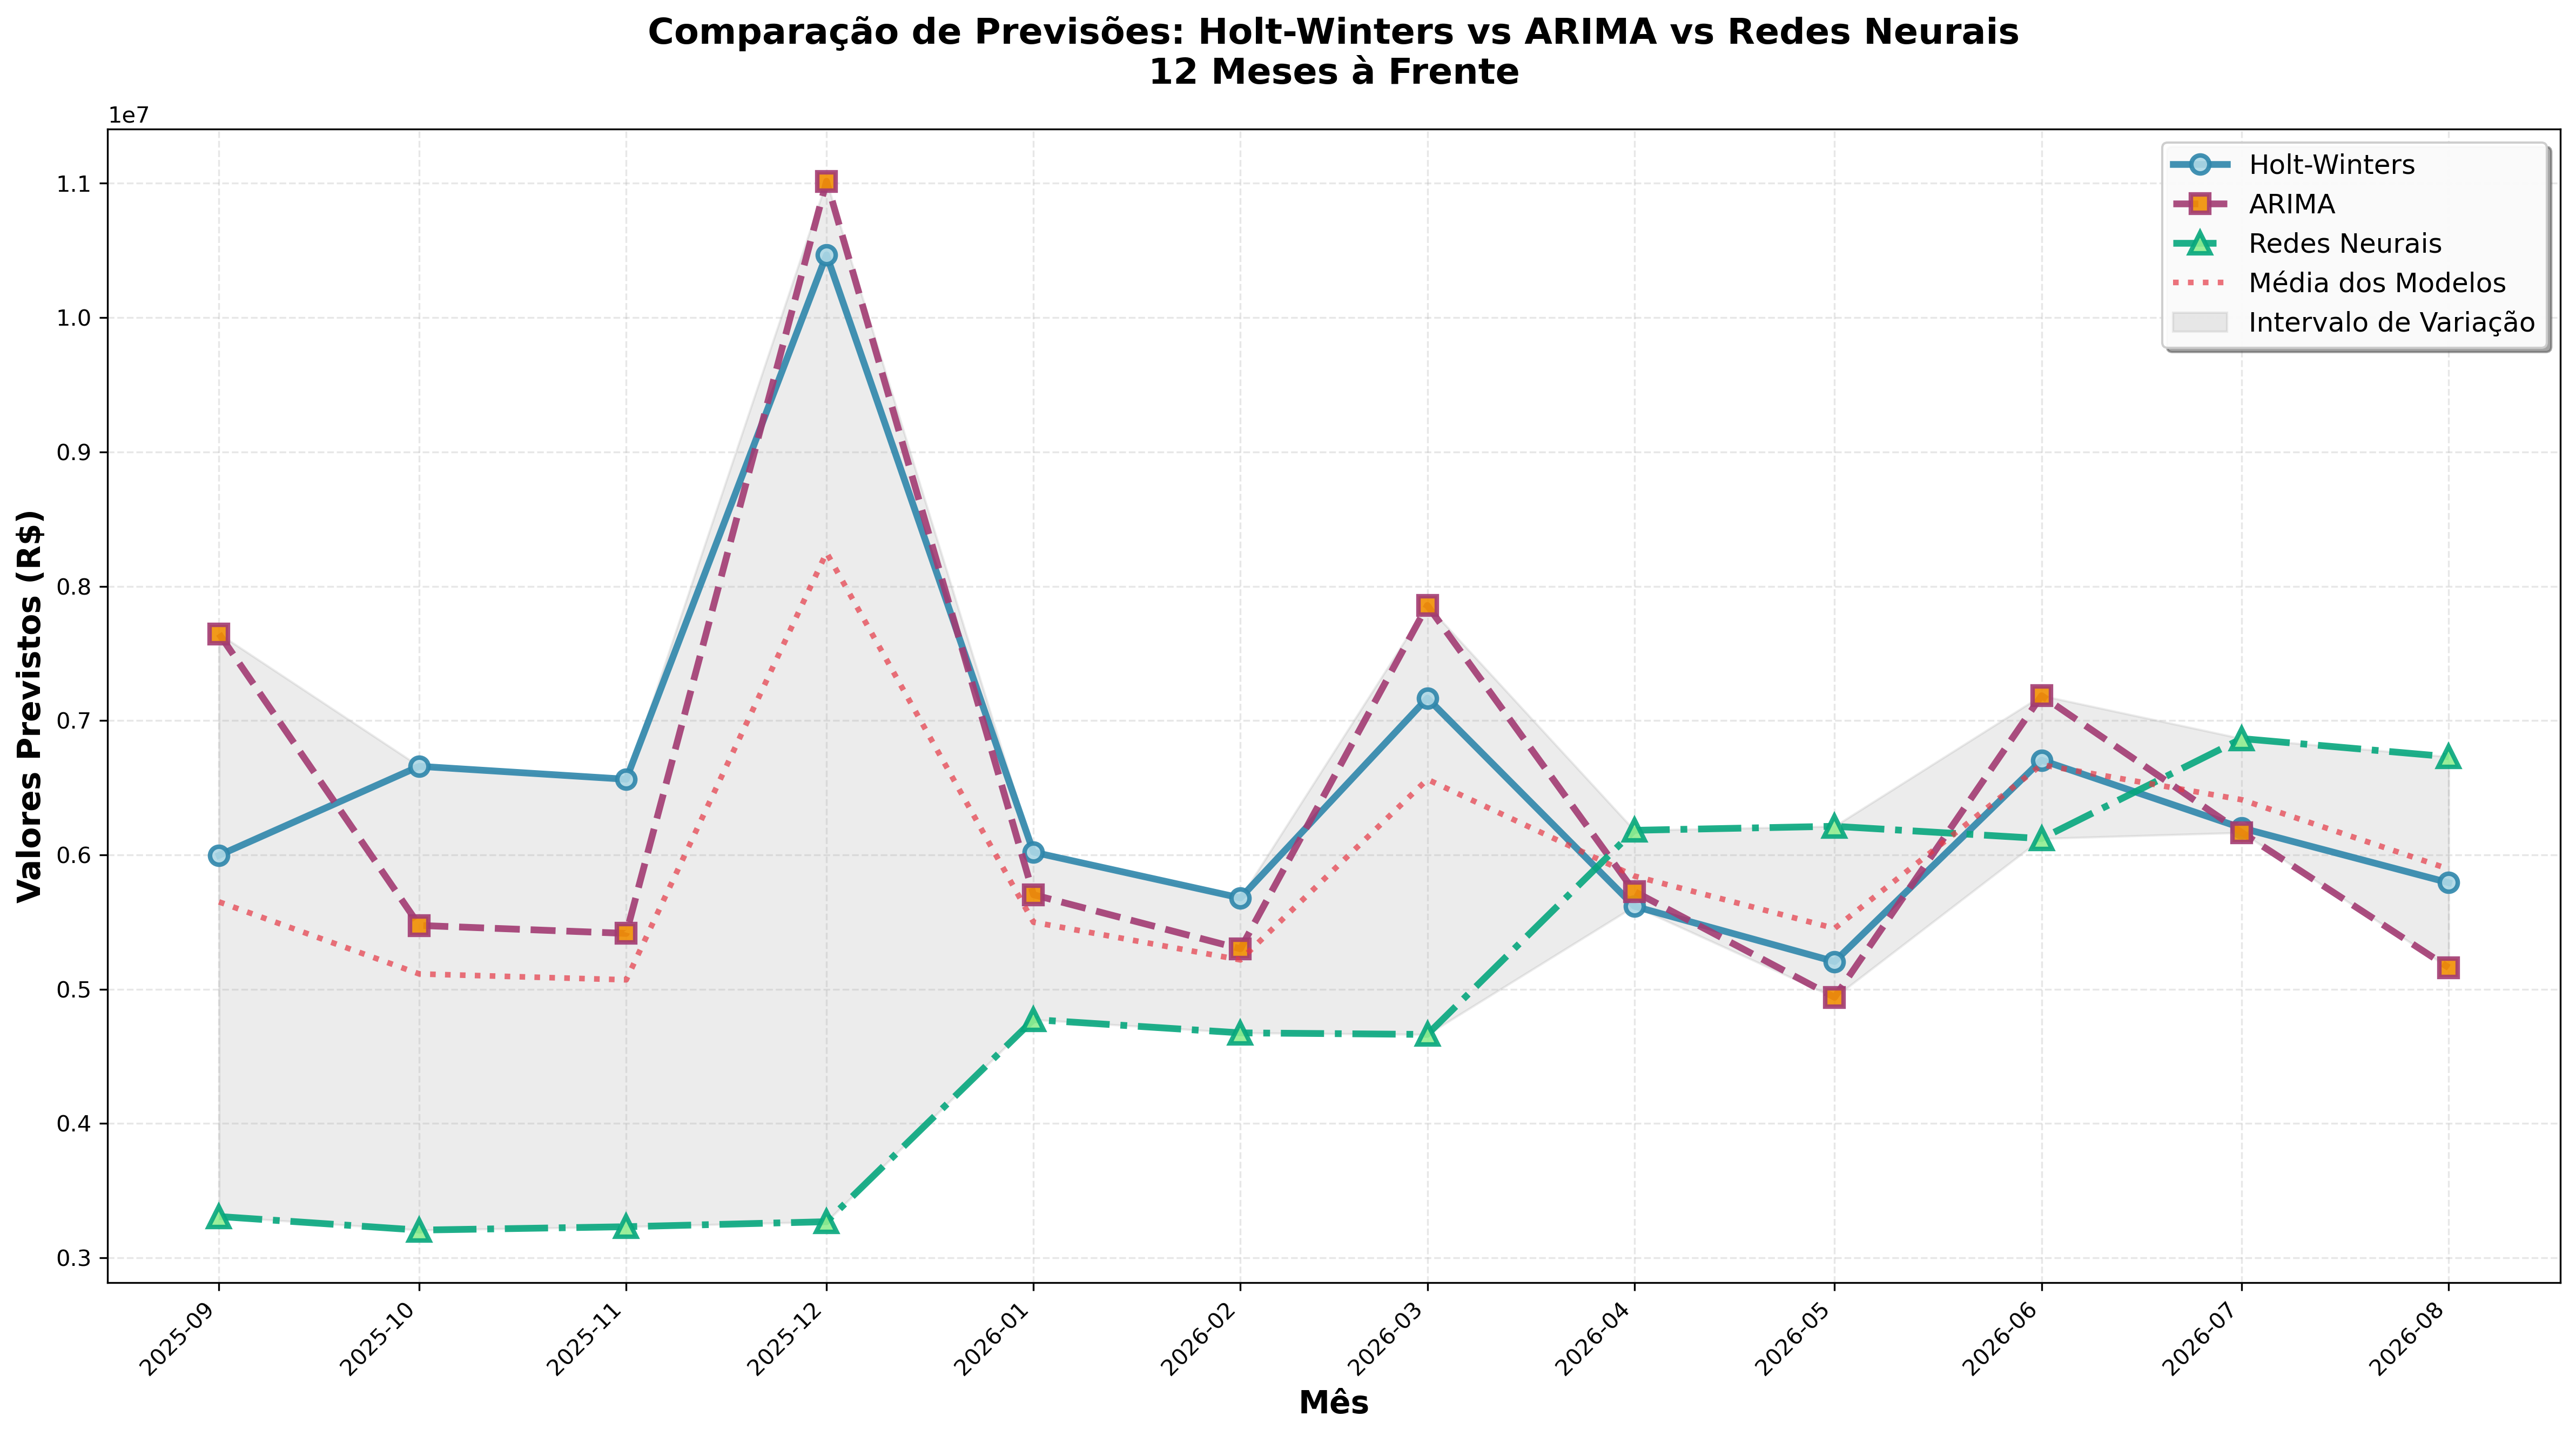 Comparação de Previsões: Holt-Winters vs ARIMA vs Redes Neurais
12 Meses à Frente
1e7
Holt-Winters
ARIMA
Redes Neurais
Média dos Modelos
Intervalo de Variação
Valores Previstos (R$)
1.1
1.0
0.9
0.8
0.7
0.6
0.5
0.4
0.3
2025-09
2025-10
2025-11
2025-12
2026-01
2026-02
2026-03
2026-04
2026-05
2026-06
2026-07
2026-08
Mês